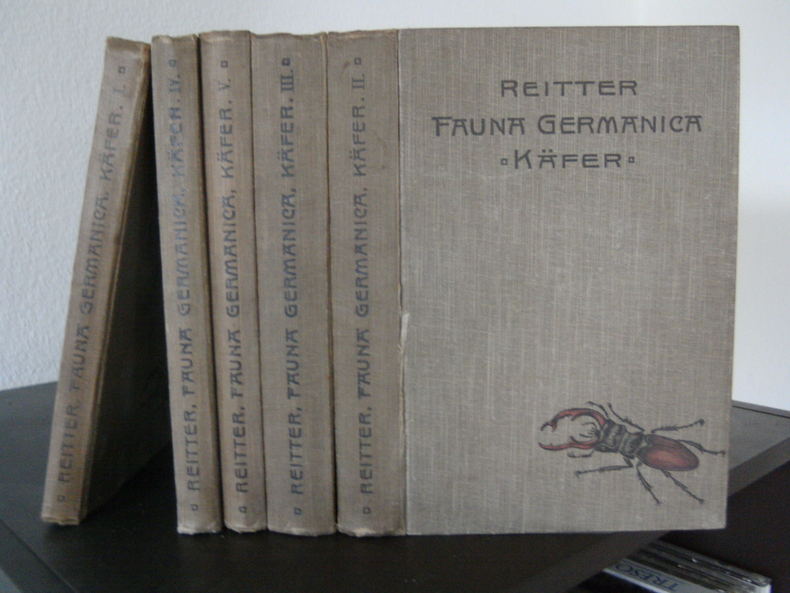 REITTER, FAUNA GERMANICA, KÄFER. I.
REITTER, FAUNA GERMANICA, KÄFER. IV.
REITTER, FAUNA GERMANICA, KÄFER. V.
REITTER, FAUNA GERMANICA, KÄFER. III.
REITTER, FAUNA GERMANICA, KÄFER. II.
REITTER
FAUNA GERMANICA
KÄFER